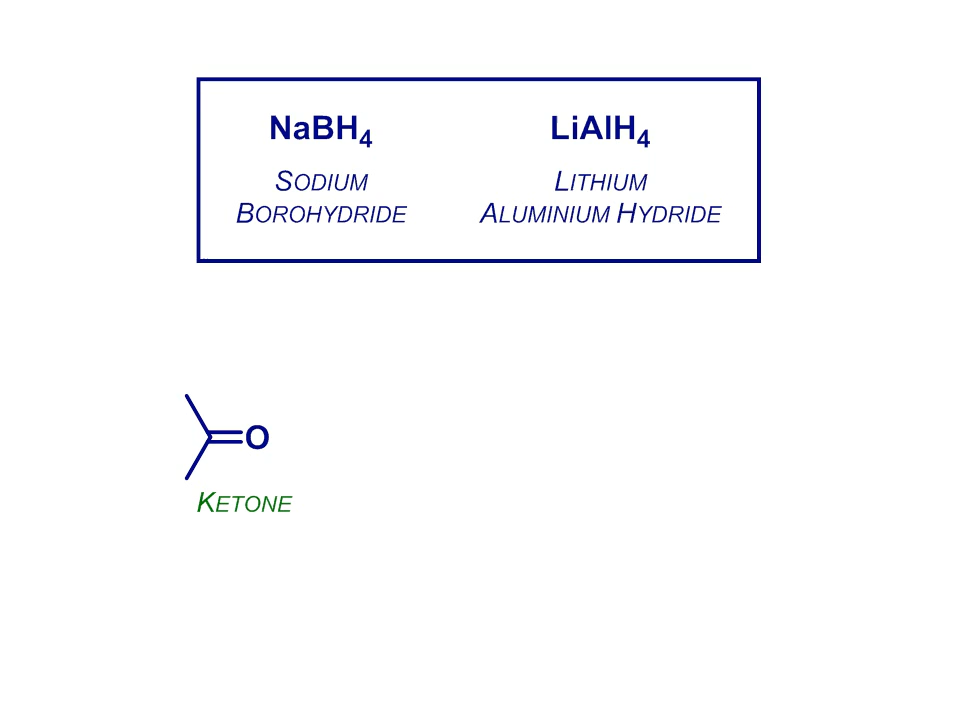 NaBH4 LiAlH4
SODIUM LITHIUM
BOROHYDRIDE ALUMINIUM HYDRIDE
O
KETONE